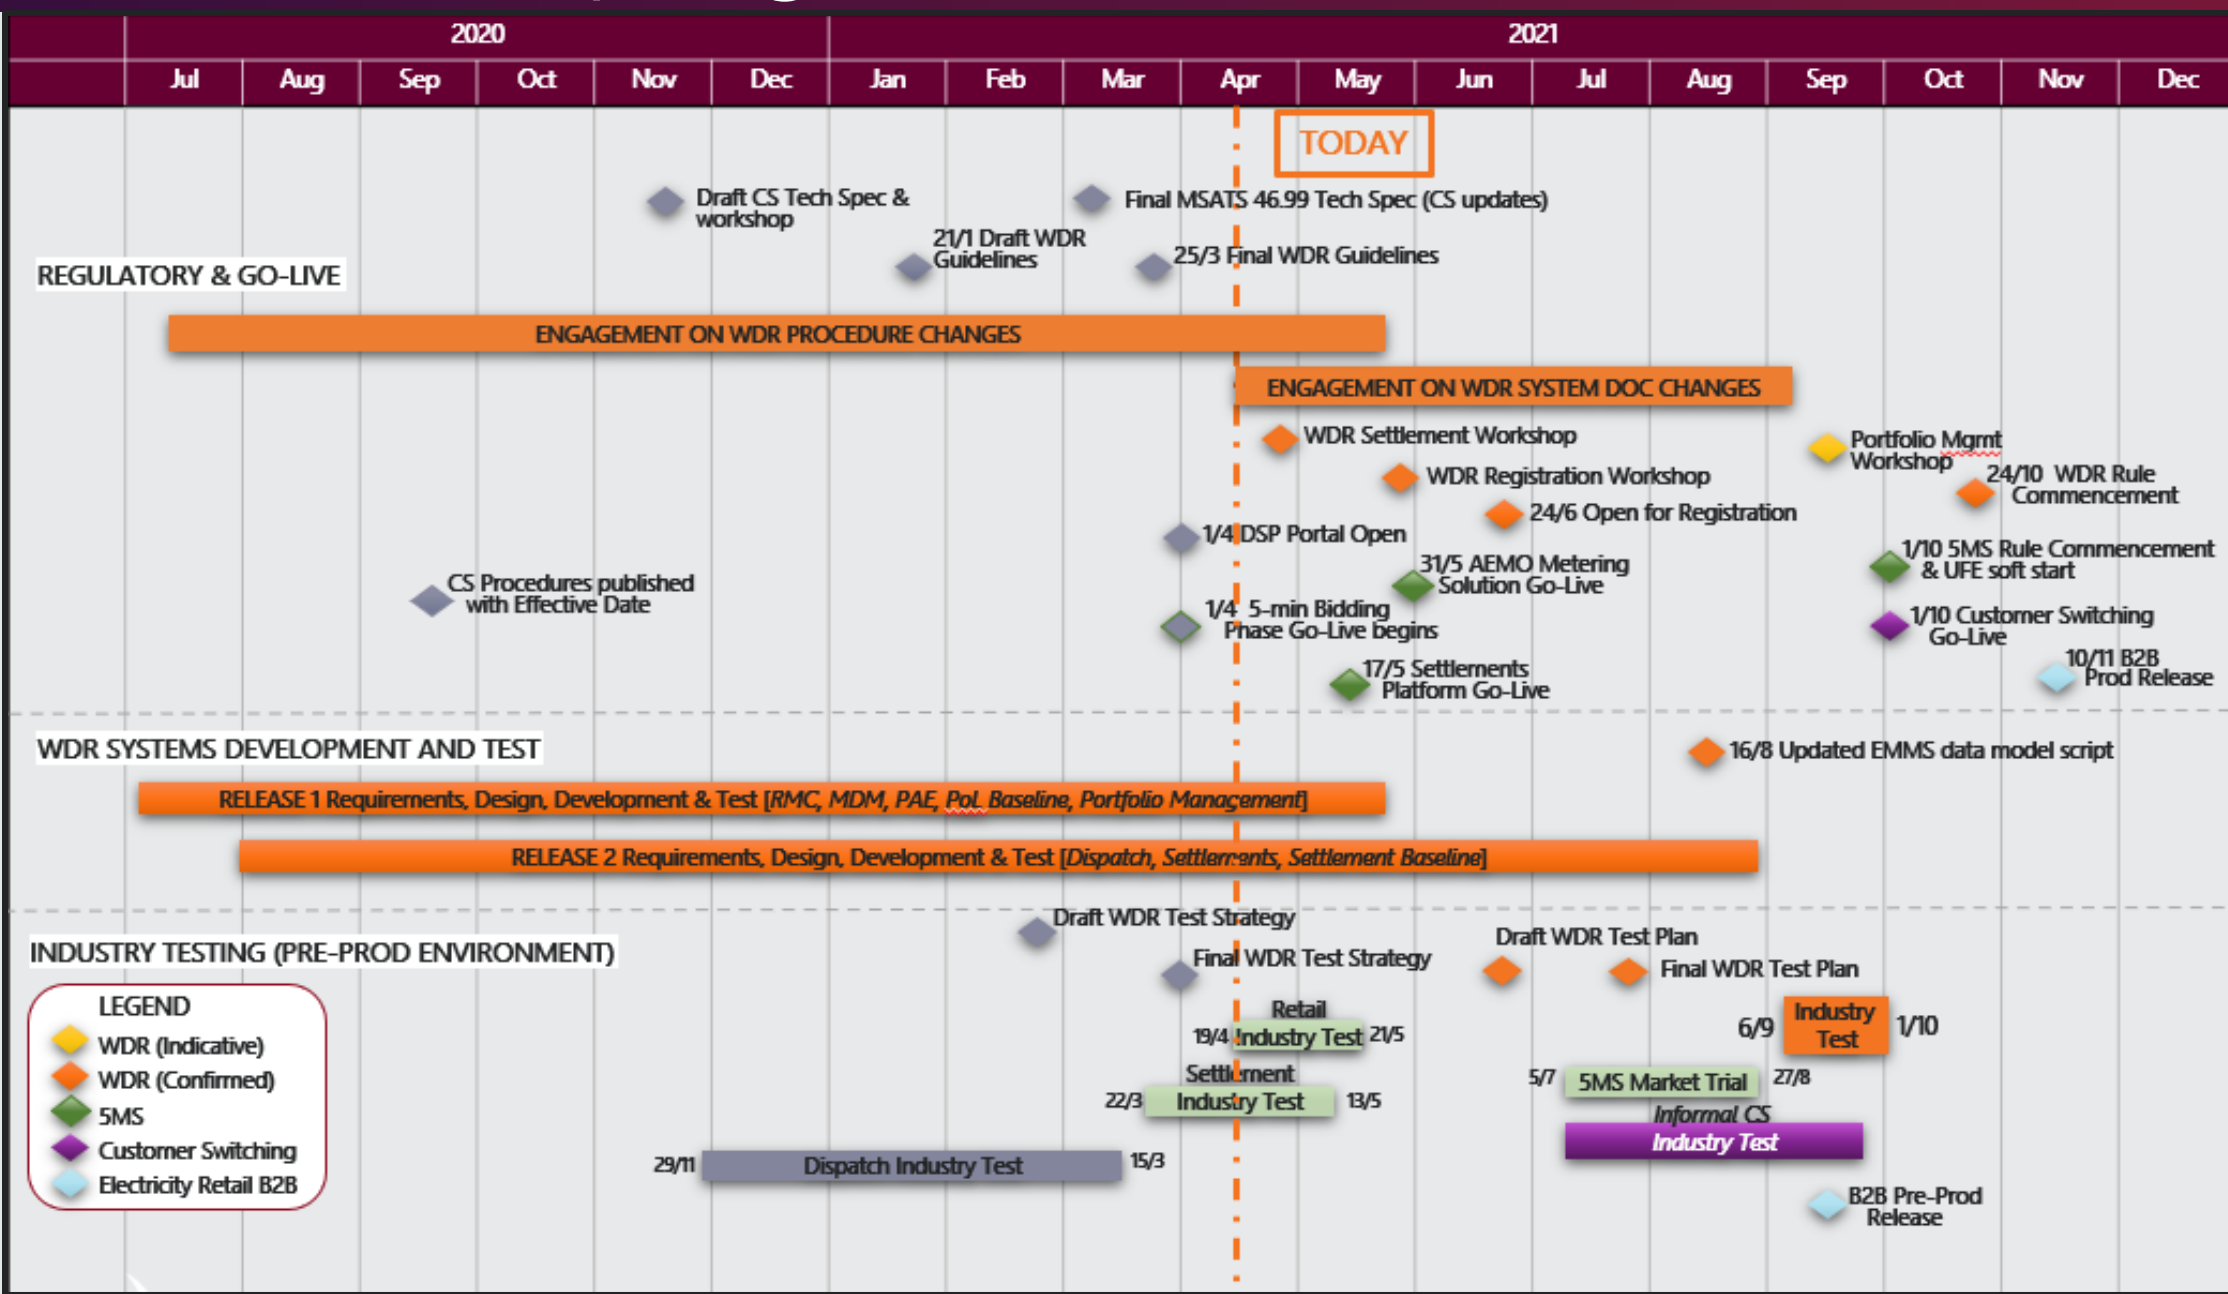 2020
2021
Jul Aug Sep Oct Nov Dec Jan Feb Mar Apr May Jun Jul Aug Sep Oct Nov Dec
TODAY
Draft CS Tech Spec &
workshop
Final MSATS 46.99 Tech Spec (CS updates)
21/1 Draft WDR
Guidelines
25/3 Final WDR Guidelines
REGULATORY & GO-LIVE
ENGAGEMENT ON WDR PROCEDURE CHANGES
ENGAGEMENT ON WDR SYSTEM DOC CHANGES
WDR Settlement Workshop
Portfolio Mgmt
Workshop
WDR Registration Workshop
24/10 WDR Rule
Commencement
24/6 Open for Registration
1/4 DSP Portal Open
1/10 5MS Rule Commencement
& UFE soft start
31/5 AEMO Metering
Solution Go-Live
CS Procedures published
with Effective Date
1/4 5-min Bidding
Phase Go-Live begins
1/10 Customer Switching
Go-Live
17/5 Settlements
Platform Go-Live
10/11 B2B
Prod Release
WDR SYSTEMS DEVELOPMENT AND TEST
16/8 Updated EMMS data model script
RELEASE 1 Requirements, Design, Development & Test [RMC, MDM, PAE, PoL Baseline, Portfolio Management]
RELEASE 2 Requirements, Design, Development & Test [Dispatch, Settlements, Settlement Baseline]
Draft WDR Test Strategy
INDUSTRY TESTING (PRE-PROD ENVIRONMENT)
Final WDR Test Strategy
Draft WDR Test Plan
Final WDR Test Plan
Retail
19/4 Industry Test 21/5
6/9 Industry
Test 1/10
Settlement
22/3 Industry Test 13/5
5/7 5MS Market Trial 27/8
Informal CS
Industry Test
29/11 Dispatch Industry Test 15/3
B2B Pre-Prod
Release
LEGEND
WDR (Indicative)
WDR (Confirmed)
5MS
Customer Switching
Electricity Retail B2B